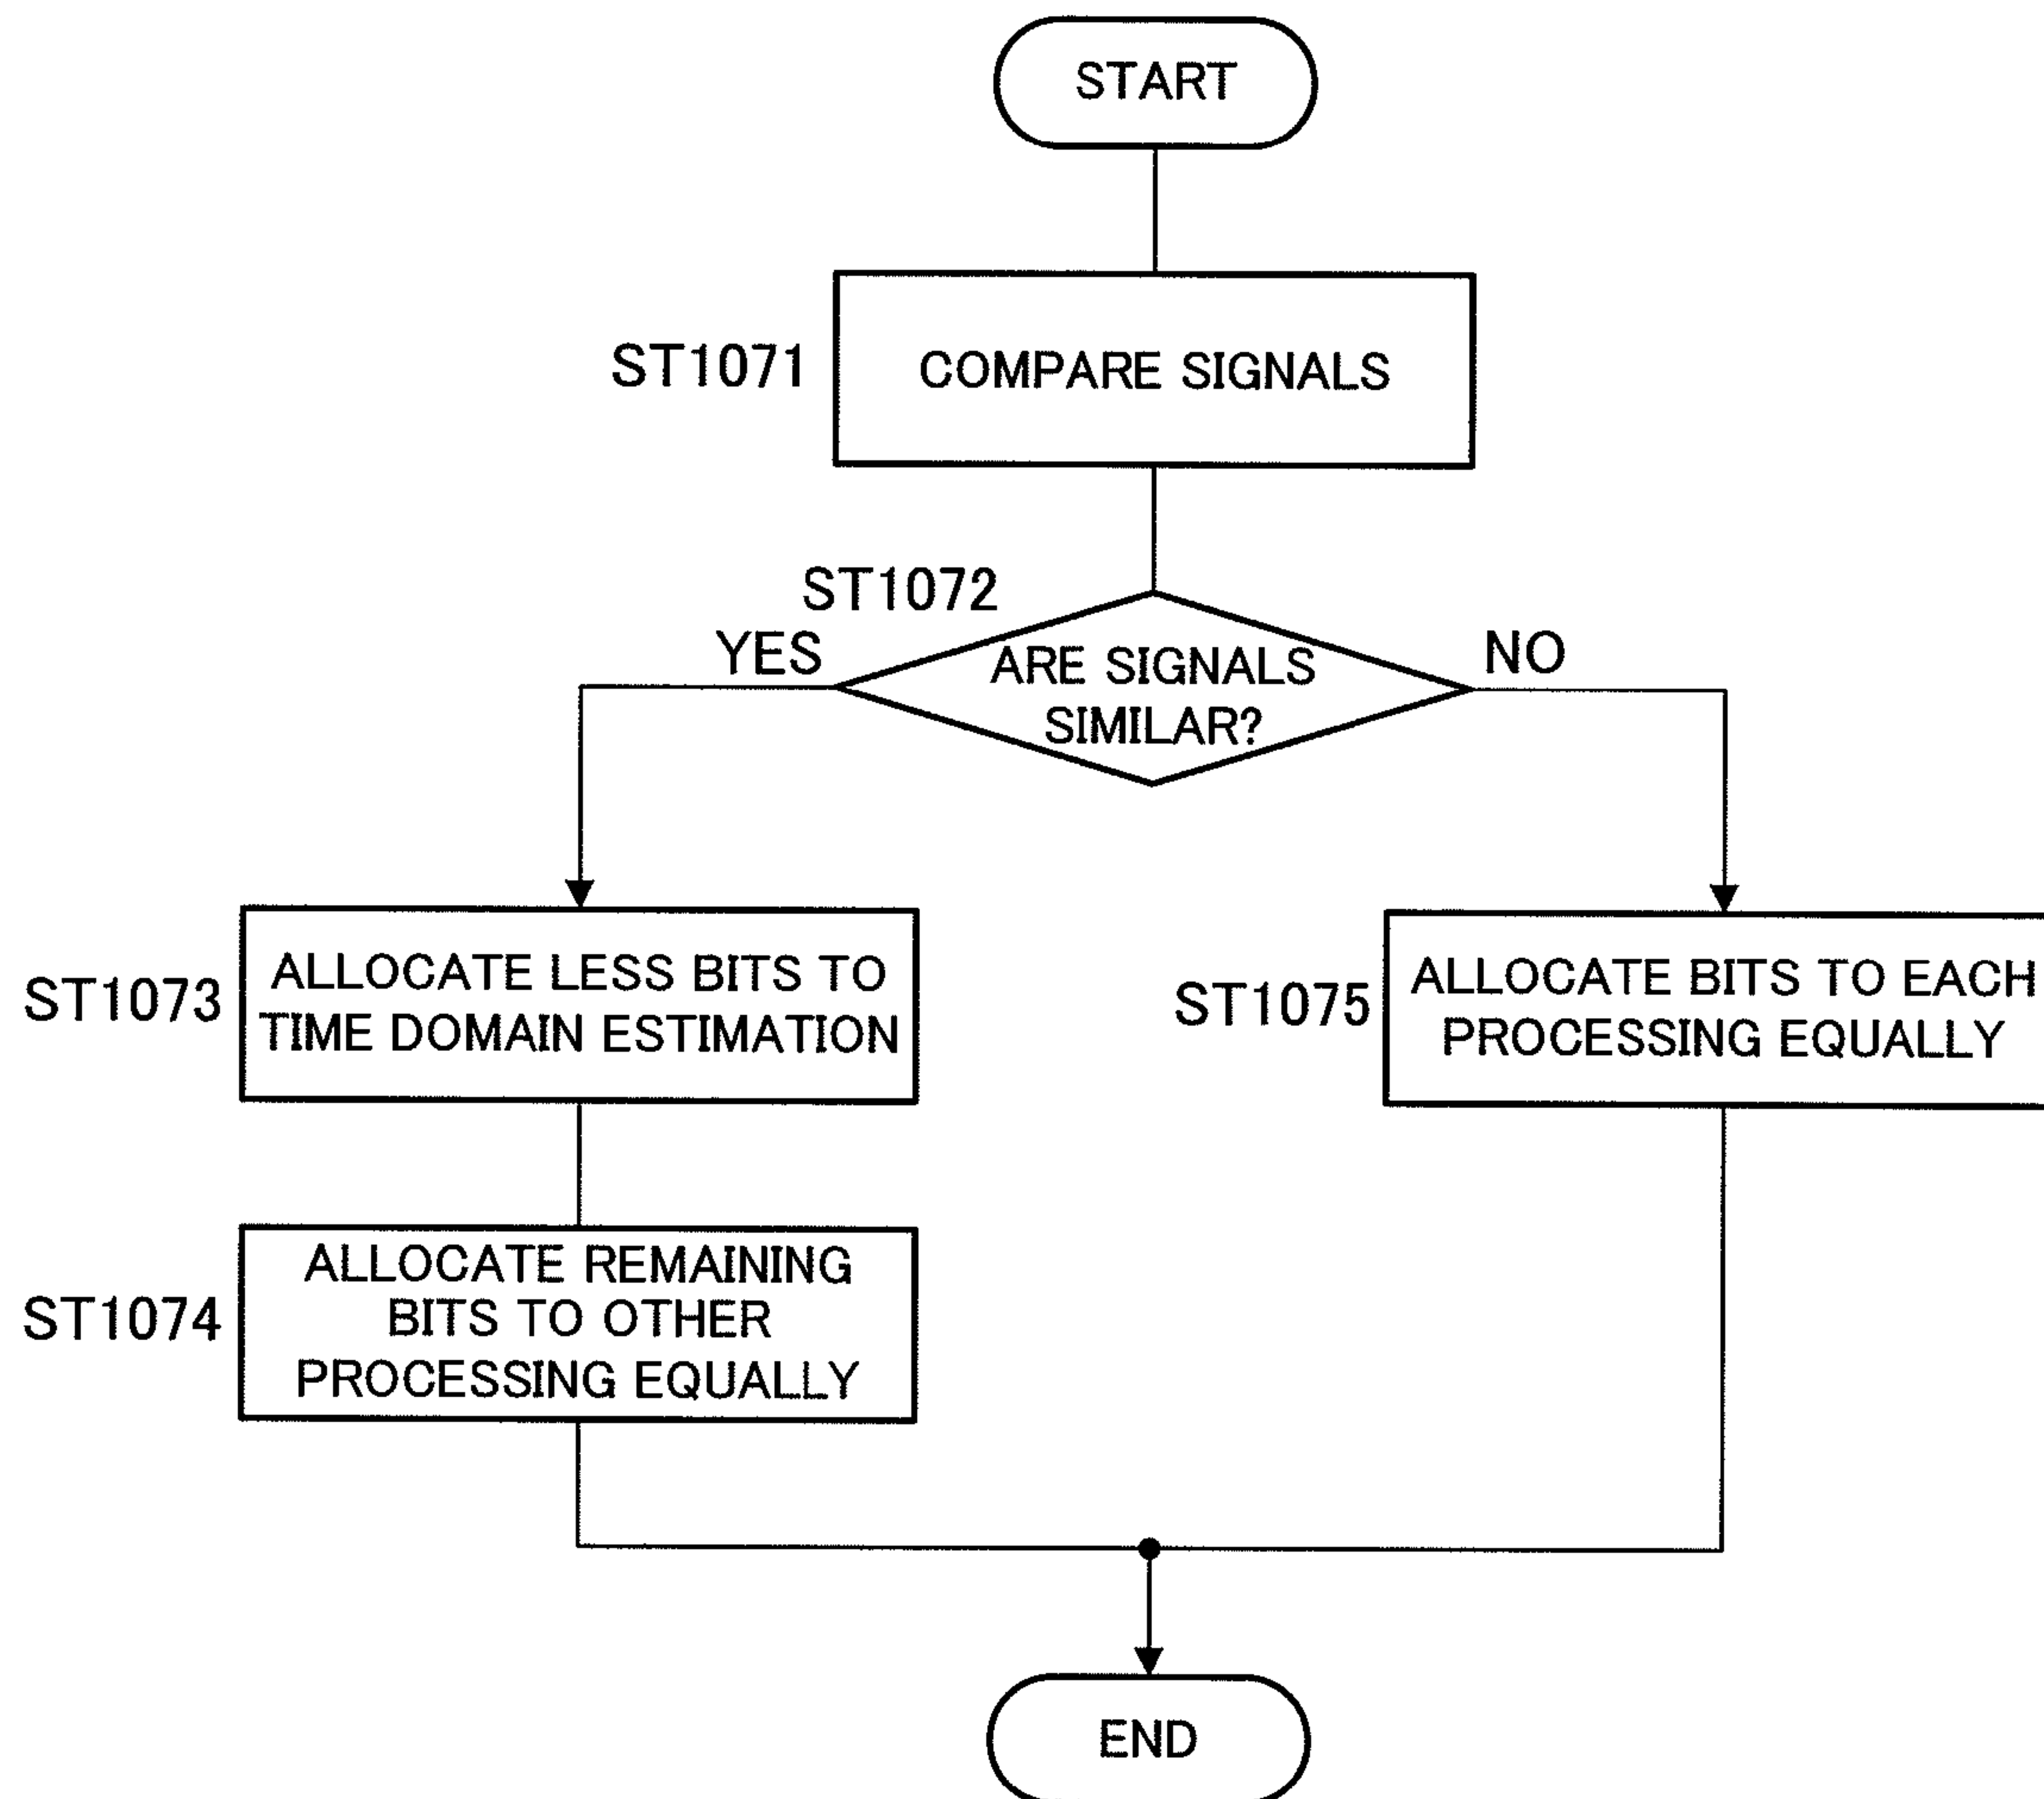 START
ST1071
COMPARE SIGNALS
ST1072
YES
NO
ARE SIGNALS
SIMILAR?
ST1073
ALLOCATE LESS BITS TO
TIME DOMAIN ESTIMATION
ST1075
ALLOCATE BITS TO EACH
PROCESSING EQUALLY
ST1074
ALLOCATE REMAINING
BITS TO OTHER
PROCESSING EQUALLY
END